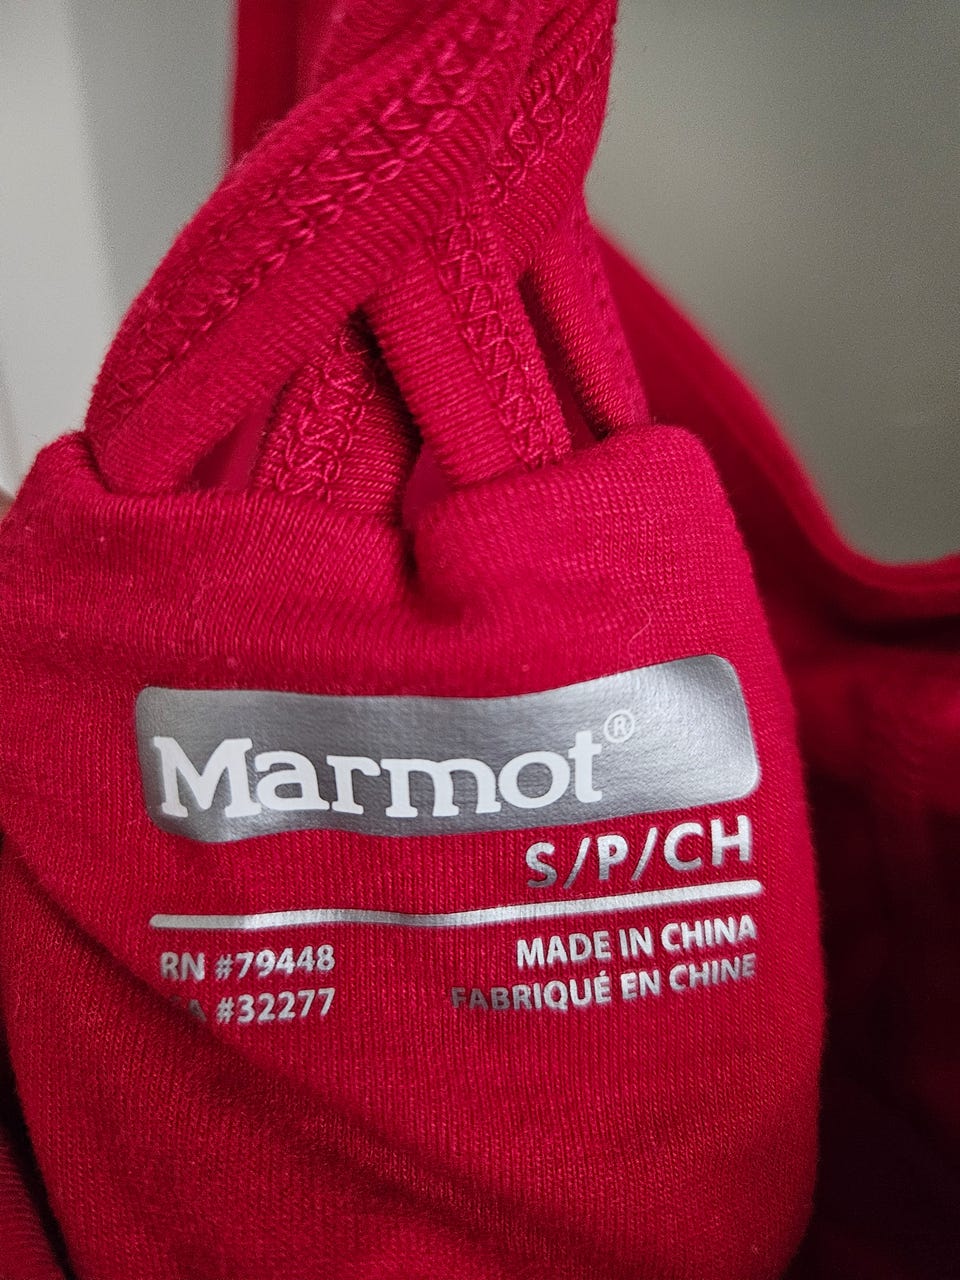 Marmot®
S/P/CH
RN #79448
#32277
MADE IN CHINA
FABRIQUÉ EN CHINE